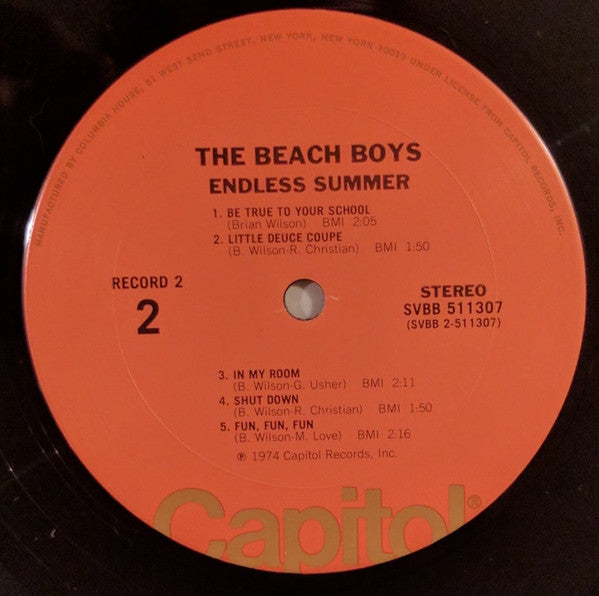 MANUFACTURED BY COLUMBIA HOUSE, 51 WEST 52ND STREET, NEW YORK, NEW YORK 10019 UNDER LICENSE FROM CAPITOL RECORDS, INC.
THE BEACH BOYS
ENDLESS SUMMER
1. BE TRUE TO YOUR SCHOOL
(Brian Wilson) BMI 2:05
2. LITTLE DEUCE COUPE
(B. Wilson-R. Christian) BMI 1:50
RECORD 2
2
STEREO
SVBB 511307
(SVBB 2-511307)
3. IN MY ROOM
(B. Wilson-G. Usher) BMI 2:11
4. SHUT DOWN
(B. Wilson-R. Christian) BMI 1:50
5. FUN, FUN, FUN
(B. Wilson-M. Love) BMI 2:16
℗ 1974 Capitol Records, Inc.
Capitol®